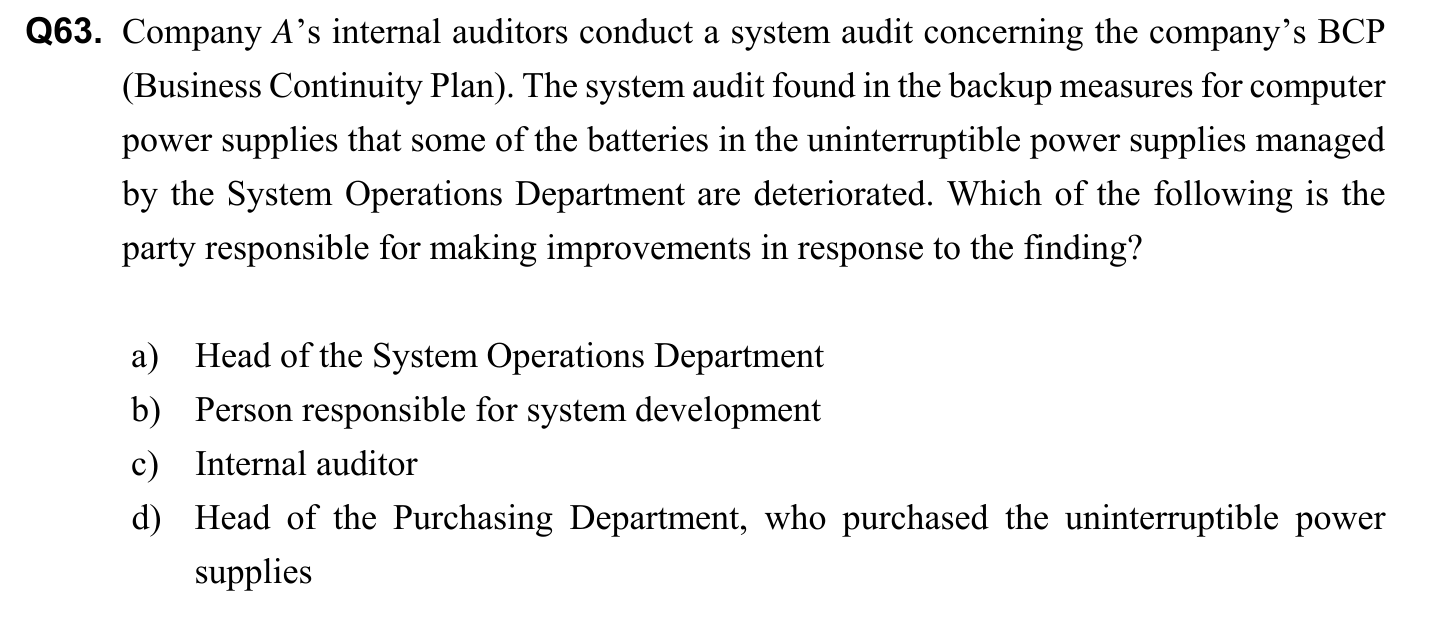 Q63. Company A's internal auditors conduct a system audit concerning the company's BCP
(Business Continuity Plan). The system audit found in the backup measures for computer
power supplies that some of the batteries in the uninterruptible power supplies managed
by the System Operations Department are deteriorated. Which of the following is the
party responsible for making improvements in response to the finding?
a) Head of the System Operations Department
b) Person responsible for system development
c) Internal auditor
d) Head of the Purchasing Department, who purchased the uninterruptible power
supplies